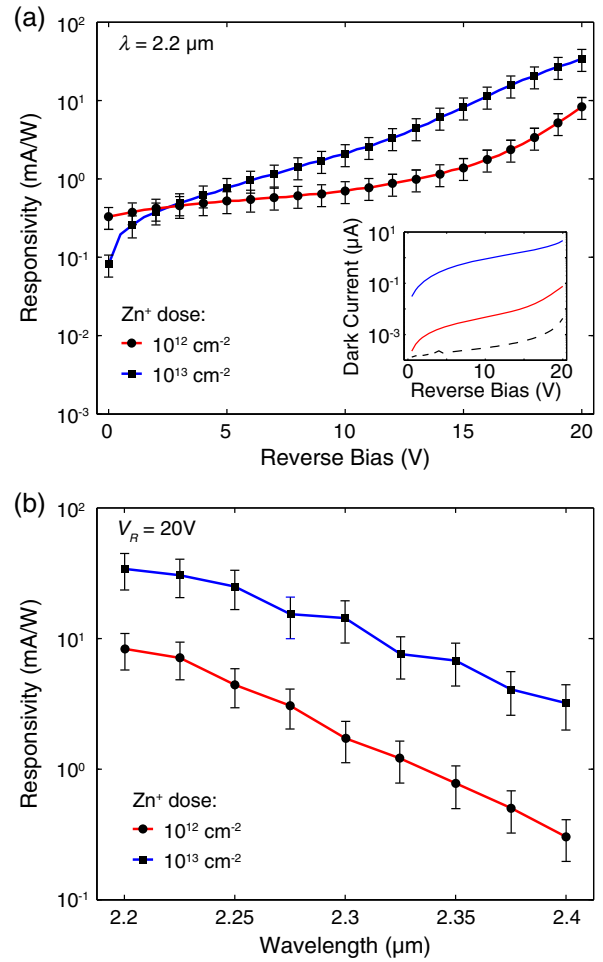 (a)
λ = 2.2 µm
Responsivity (mA/W)
10²
10¹
10⁰
10⁻¹
10⁻²
10⁻³
Zn⁺ dose:
10¹² cm⁻²
10¹³ cm⁻²
Dark Current (µA)
10¹
10⁻¹
10⁻³
0 10 20
Reverse Bias (V)
0 5 10 15 20
Reverse Bias (V)
(b)
V_R = 20V
Responsivity (mA/W)
10²
10¹
10⁰
10⁻¹
Zn⁺ dose:
10¹² cm⁻²
10¹³ cm⁻²
2.2 2.25 2.3 2.35 2.4
Wavelength (µm)